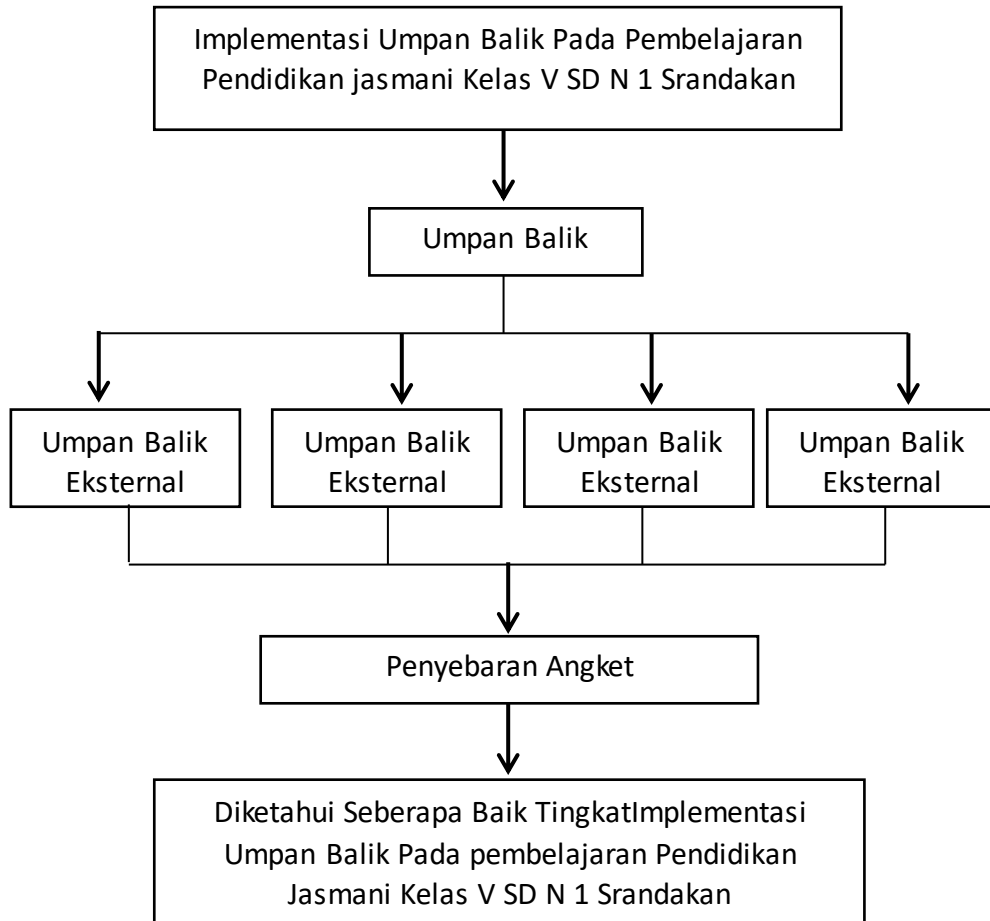 Implementasi Umpan Balik Pada Pembelajaran
Pendidikan jasmani Kelas V SD N 1 Srandakan
Umpan Balik
Umpan Balik
Eksternal
Umpan Balik
Eksternal
Umpan Balik
Eksternal
Umpan Balik
Eksternal
Penyebaran Angket
Diketahui Seberapa Baik TingkatImplementasi
Umpan Balik Pada pembelajaran Pendidikan
Jasmani Kelas V SD N 1 Srandakan